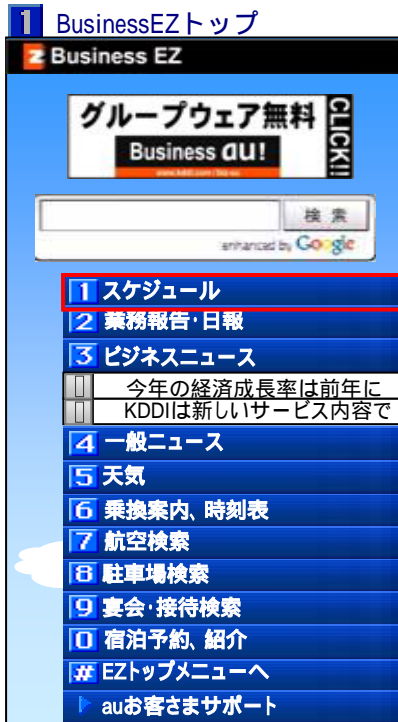 1 BusinessEZトップ
Business EZ
グループウェア無料
Business au!
CLICK!!
検 索
enhanced by Google
1 スケジュール
2 業務報告・日報
3 ビジネスニュース
今年の経済成長率は前年に
KDDIは新しいサービス内容で
4 一般ニュース
5 天気
6 乗換案内、時刻表
7 航空検索
8 駐車場検索
9 宴会・接待検索
0 宿泊予約、紹介
# EZトップメニューへ
auお客さまサポート